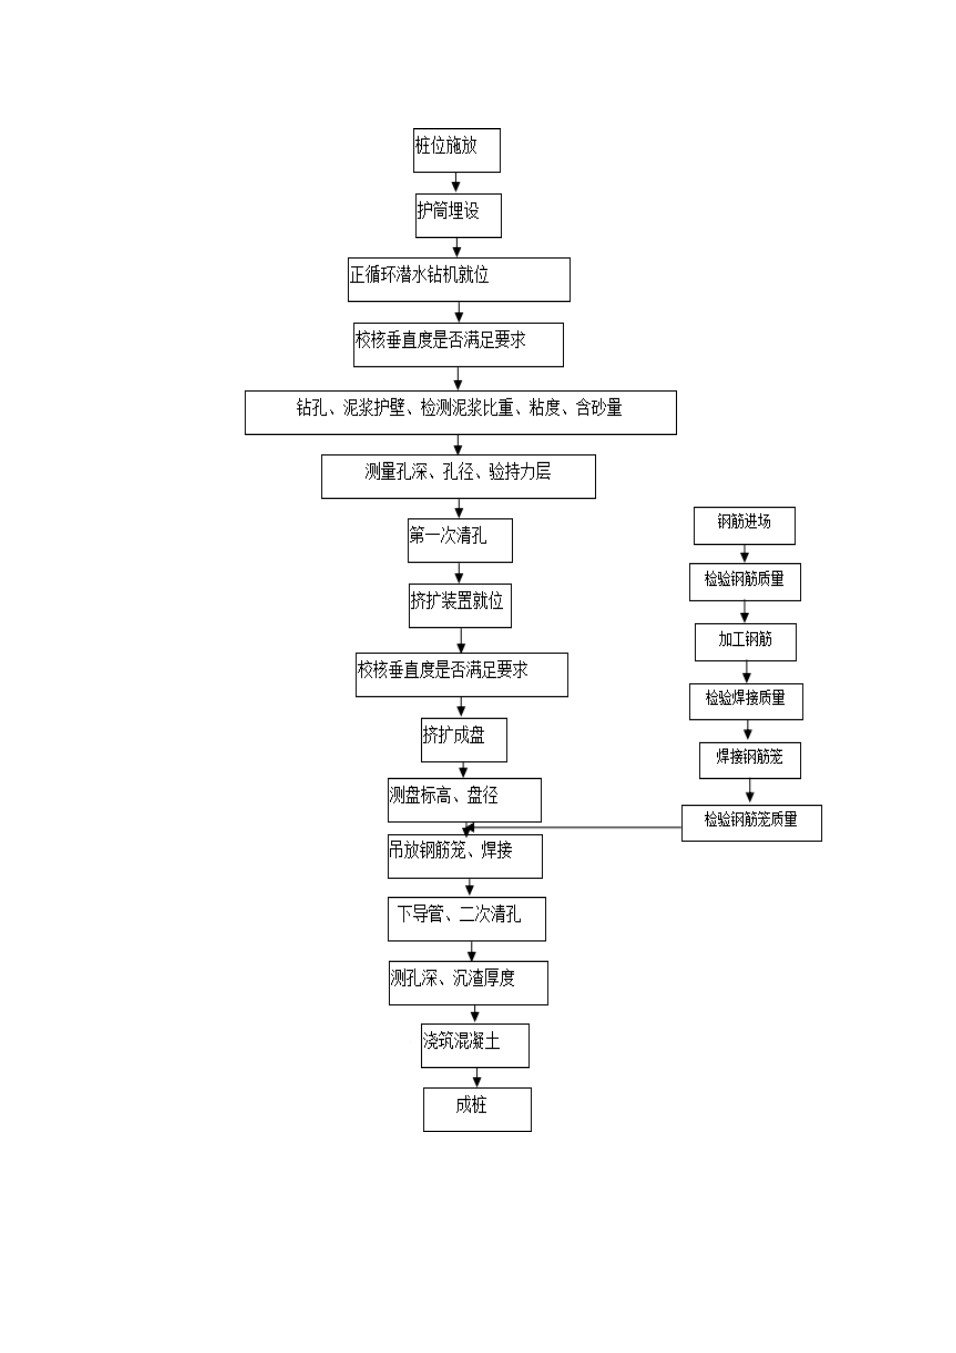 桩位施放
护筒埋设
正循环潜水钻机就位
校核垂直度是否满足要求
钻孔、泥浆护壁、检测泥浆比重、粘度、含砂量
测量孔深、孔径、验持力层
第一次清孔
挤扩装置就位
校核垂直度是否满足要求
挤扩成盘
测盘标高、盘径
吊放钢筋笼、焊接
下导管、二次清孔
测孔深、沉渣厚度
浇筑混凝土
成桩
钢筋进场
检验钢筋质量
加工钢筋
检验焊接质量
焊接钢筋笼
检验钢筋笼质量